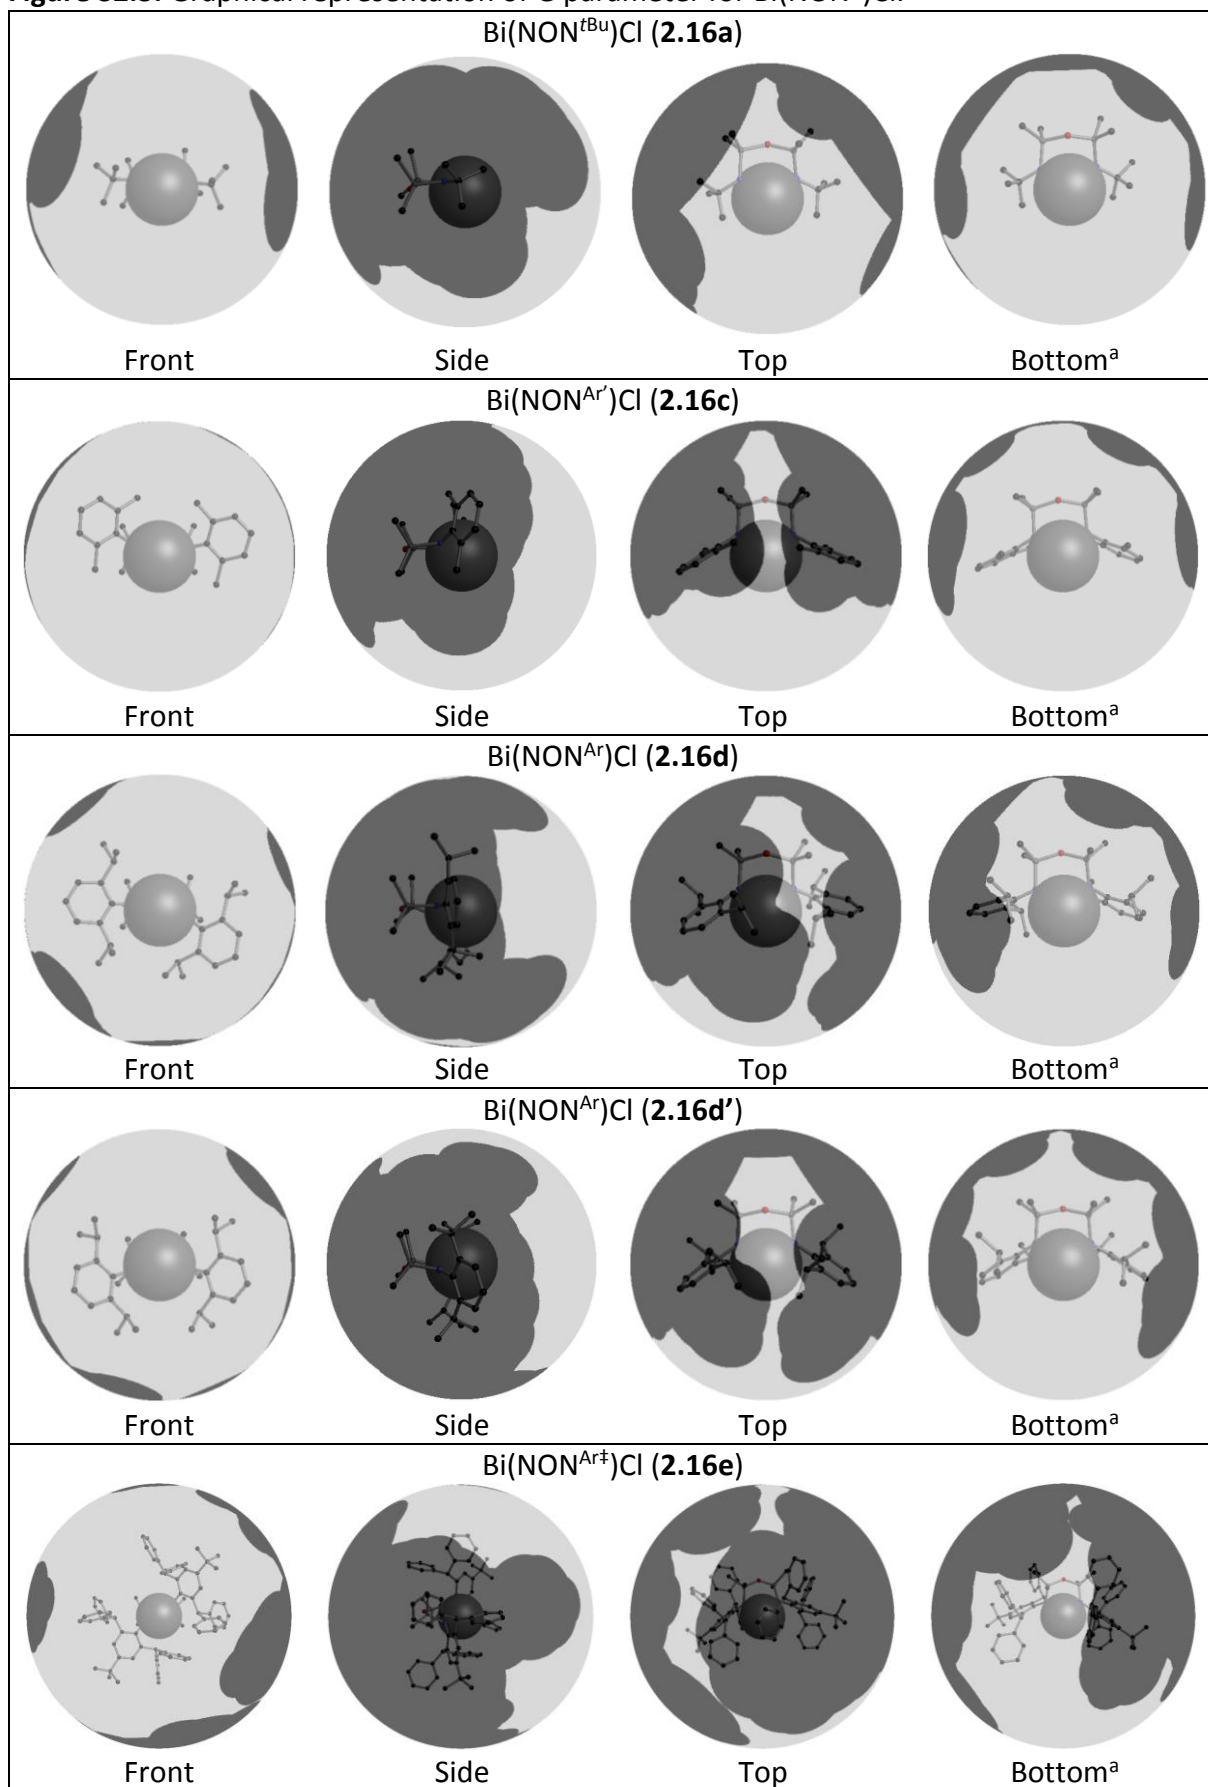 Bi(NON^tBu)Cl (2.16a)
Front Side Top Bottom^a
Bi(NON^Ar’)Cl (2.16c)
Front Side Top Bottom^a
Bi(NON^Ar)Cl (2.16d)
Front Side Top Bottom^a
Bi(NON^Ar)Cl (2.16d’)
Front Side Top Bottom^a
Bi(NON^Ar‡)Cl (2.16e)
Front Side Top Bottom^a